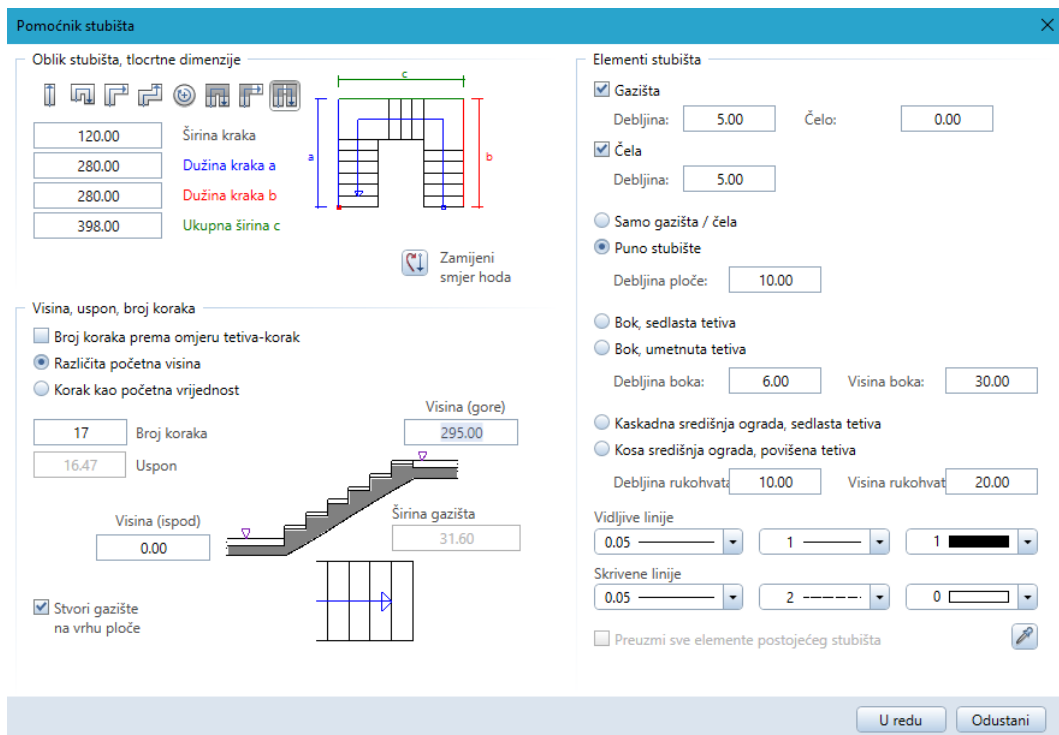 Pomoćnik stubišta
Oblik stubišta, tlocrtne dimenzije
120.00 Širina kraka
280.00 Dužina kraka a
280.00 Dužina kraka b
398.00 Ukupna širina c
c
a
b
Zamijeni
smjer hoda
Visina, uspon, broj koraka
Broj koraka prema omjeru tetiva-korak
Različita početna visina
Korak kao početna vrijednost
17 Broj koraka
16.47 Uspon
Visina (gore)
295.00
Visina (ispod)
0.00
Širina gazišta
31.60
Stvori gazište
na vrhu ploče
Elementi stubišta
Gazišta
Debljina: 5.00 Čelo: 0.00
Čela
Debljina: 5.00
Samo gazišta / čela
Puno stubište
Debljina ploče: 10.00
Bok, sedlasta tetiva
Bok, umetnuta tetiva
Debljina boka: 6.00 Visina boka: 30.00
Kaskadna središnja ograda, sedlasta tetiva
Kosa središnja ograda, povišena tetiva
Debljina rukohvata 10.00 Visina rukohvat 20.00
Vidljive linije
0.05 1 1
Skrivene linije
0.05 2 0
Preuzmi sve elemente postojećeg stubišta
U redu Odustani